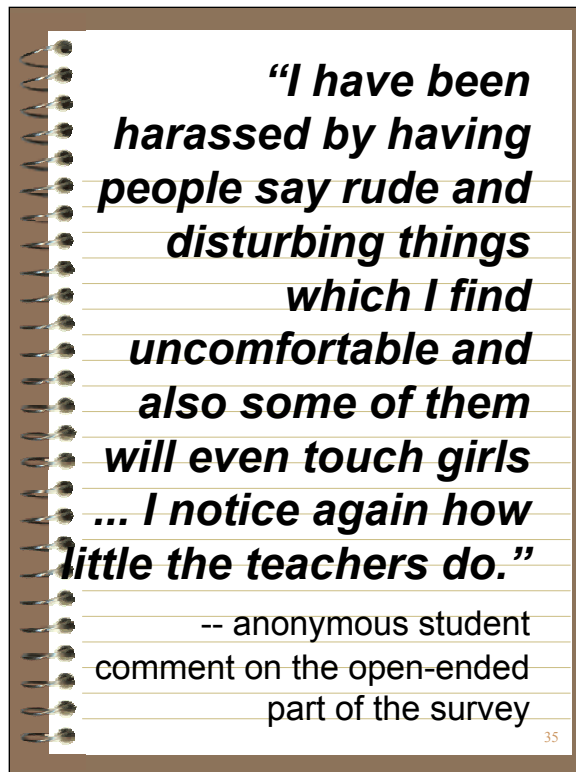 “I have been
harassed by having
people say rude and
disturbing things
which I find
uncomfortable and
also some of them
will even touch girls
... I notice again how
little the teachers do.”
-- anonymous student
comment on the open-ended
part of the survey
35